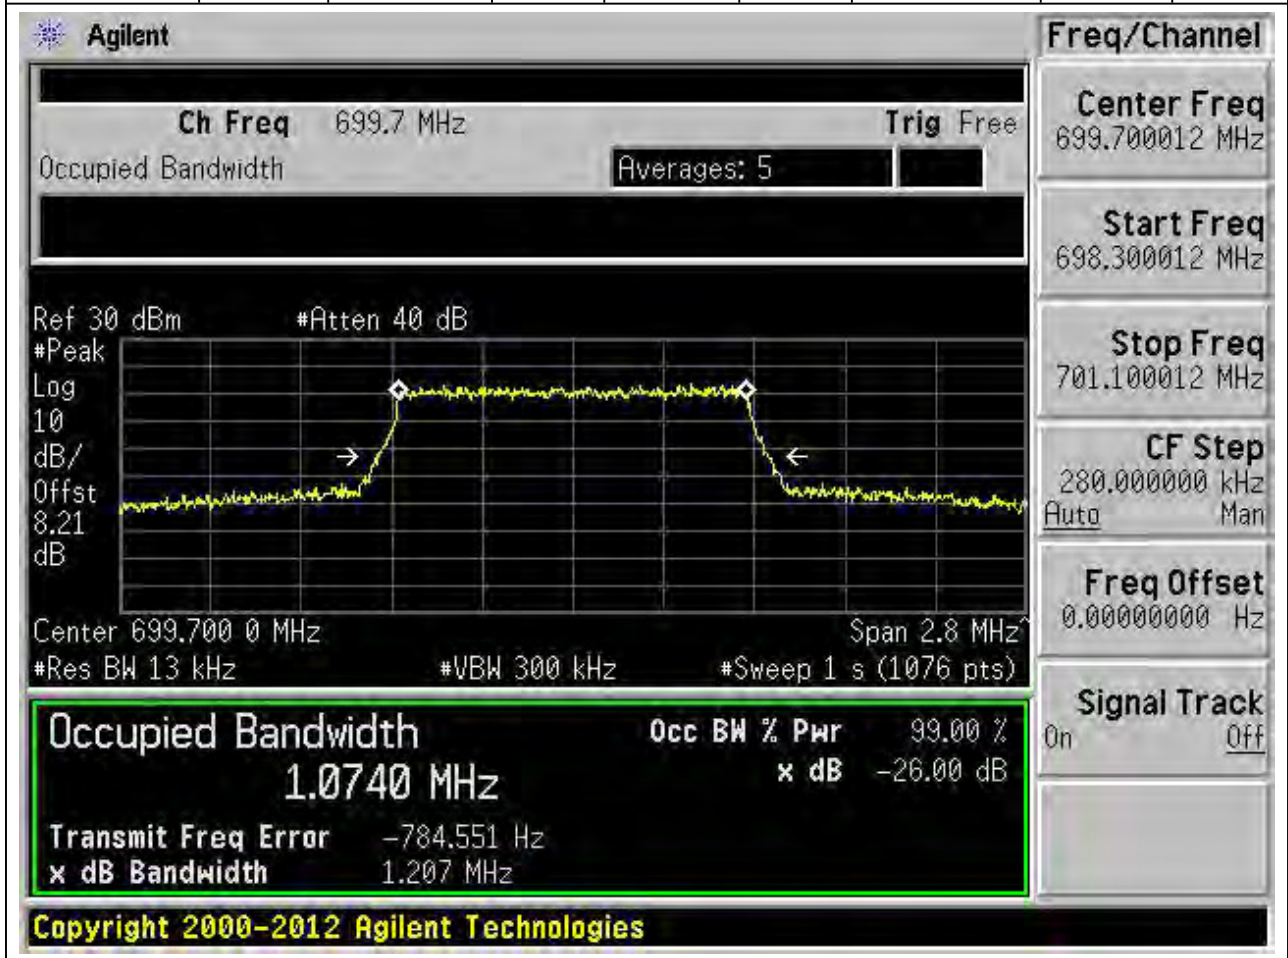 Agilent
Freq/Channel
Ch Freq 699.7 MHz Trig Free
Occupied Bandwidth Averages: 5
Center Freq
699.700012 MHz
Start Freq
698.300012 MHz
Stop Freq
701.100012 MHz
CF Step
280.000000 kHz
Auto Man
Freq Offset
0.00000000 Hz
Signal Track
On Off
Ref 30 dBm #Atten 40 dB
#Peak
Log
10
dB/
Offst
8.21
dB
Center 699.700 0 MHz Span 2.8 MHz^
#Res BW 13 kHz #VBW 300 kHz #Sweep 1 s (1076 pts)
Occupied Bandwidth Occ BW % Pwr 99.00 %
1.0740 MHz x dB -26.00 dB
Transmit Freq Error -784.551 Hz
x dB Bandwidth 1.207 MHz
Copyright 2000-2012 Agilent Technologies